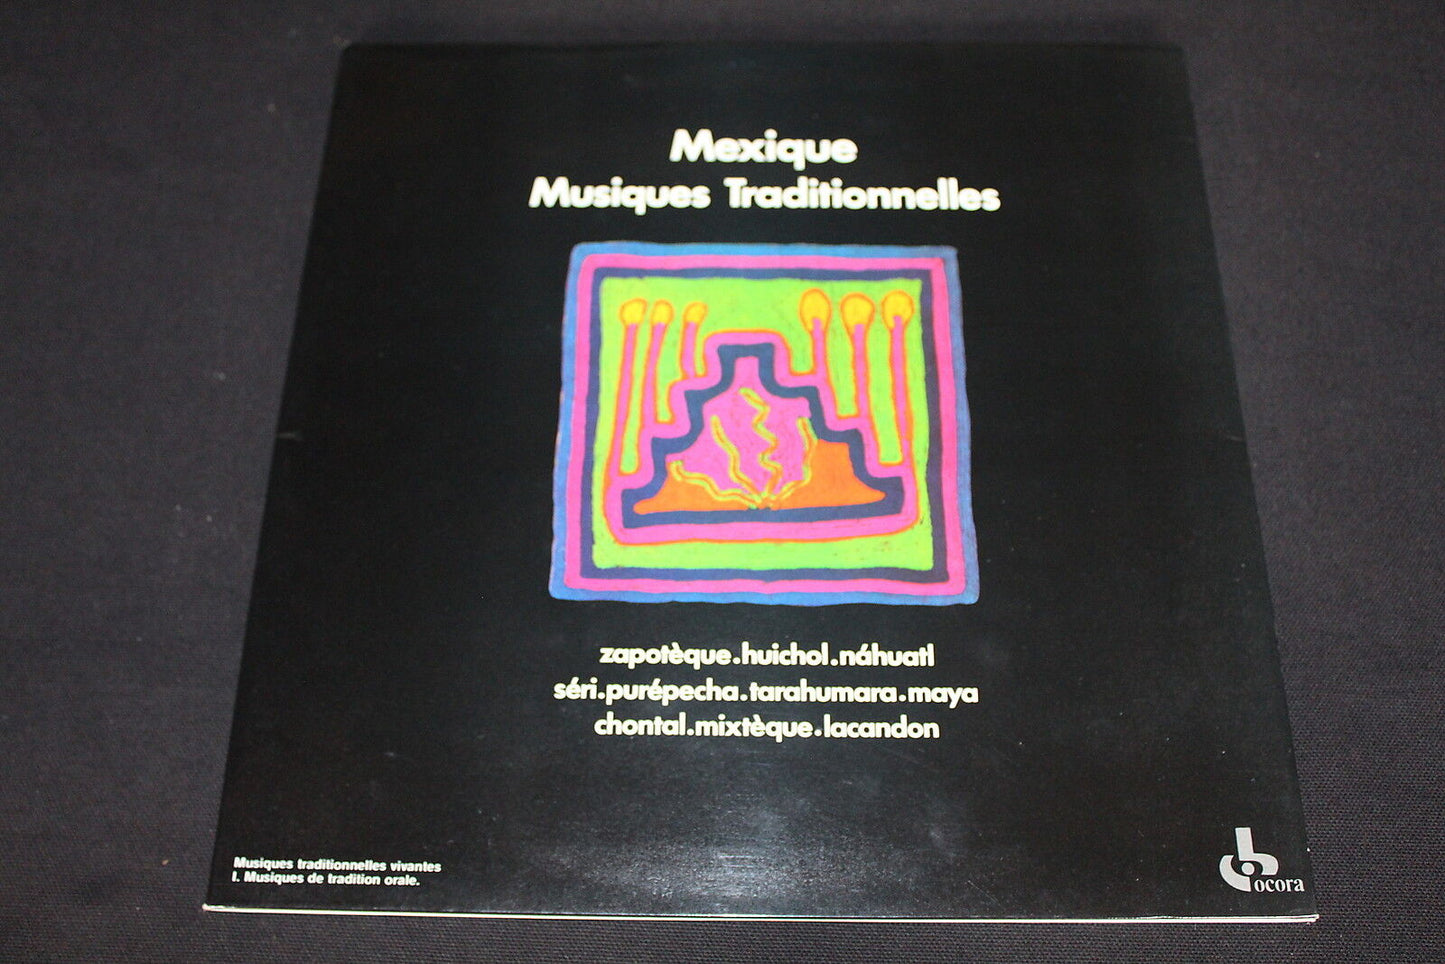 Mexique
Musiques Traditionnelles
zapotèque.huichol.náhuatl
séri.purépecha.tarahumara.maya
chontal.mixtèque.lacandon
Musiques traditionnelles vivantes
I. Musiques de tradition orale.
ocora